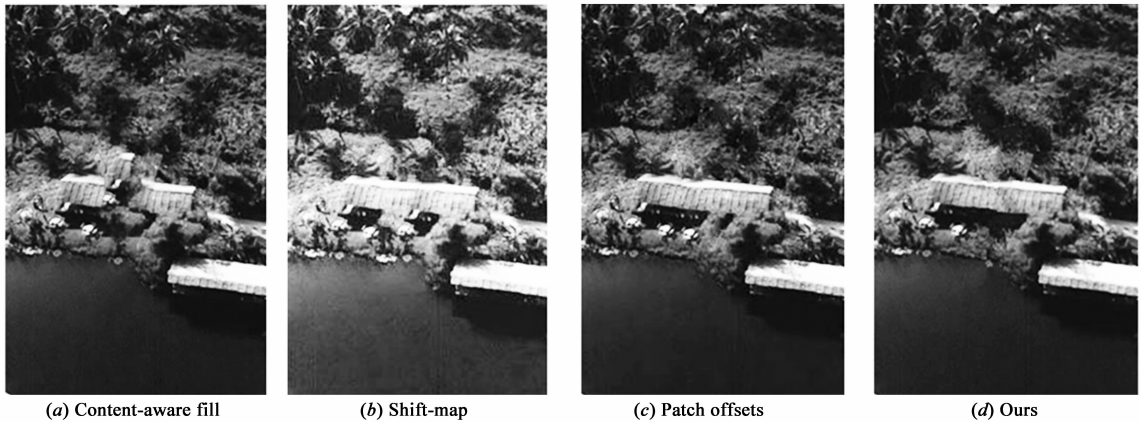 (a) Content-aware fill
(b) Shift-map
(c) Patch offsets
(d) Ours